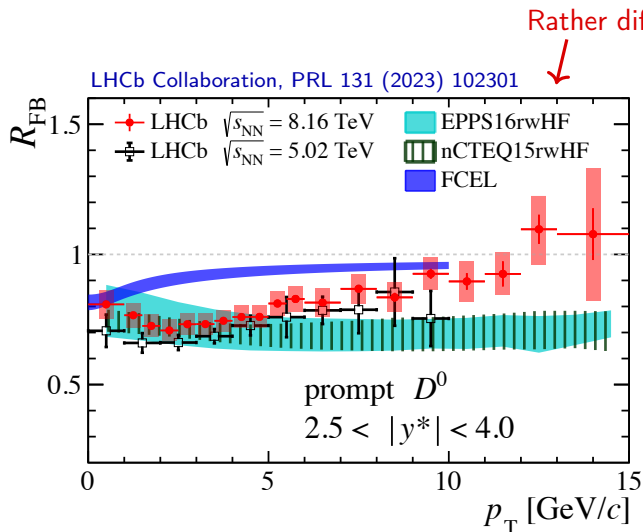 Rather dif
LHCb Collaboration, PRL 131 (2023) 102301
R_FB
1.5
1
0.5
LHCb √s_NN = 8.16 TeV
LHCb √s_NN = 5.02 TeV
EPPS16rwHF
nCTEQ15rwHF
FCEL
prompt D⁰
2.5 < |y*| < 4.0
0 5 10 15
p_T [GeV/c]